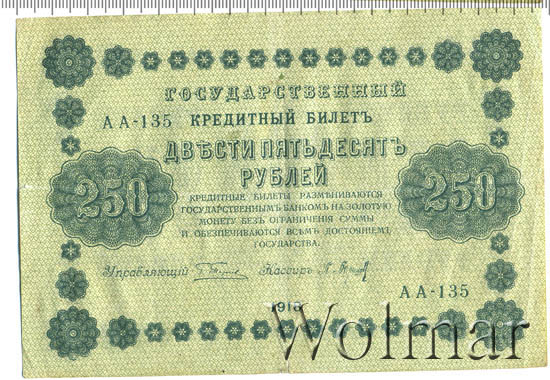 ГОСУДАРСТВЕННЫЙ
АА-135 КРЕДИТНЫЙ БИЛЕТЪ
ДВѢСТИ ПЯТЬДЕСЯТЪ
РУБЛЕЙ
250 250
КРЕДИТНЫЕ БИЛЕТЫ РАЗМѢНИВАЮТСЯ
ГОСУДАРСТВЕННЫМЪ БАНКОМЪ НА ЗОЛОТУЮ
МОНЕТУ БЕЗЪ ОГРАНИЧЕНІЯ СУММЫ
И ОБЕЗПЕЧИВАЮТСЯ ВСѢМЪ ДОСТОЯНІЕМЪ
ГОСУДАРСТВА.
Управляющій Кассиръ
АА-135
1918
Wolmar